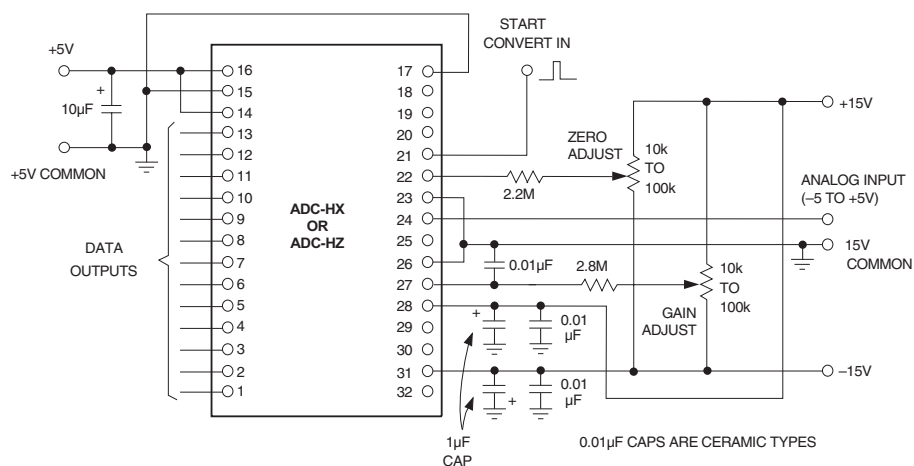 START
CONVERT IN
+5V
+
10µF
+5V COMMON
DATA
OUTPUTS
16
15
14
13
12
11
10
9
8
7
6
5
4
3
2
1
ADC-HX
OR
ADC-HZ
17
18
19
20
21
22
23
24
25
26
27
28
29
30
31
32
ZERO
ADJUST
2.2M
10k
TO
100k
+15V
ANALOG INPUT
(–5 TO +5V)
15V
COMMON
0.01µF
2.8M
10k
TO
100k
GAIN
ADJUST
+
0.01
µF
–15V
+
0.01
µF
1µF
CAP
0.01µF CAPS ARE CERAMIC TYPES